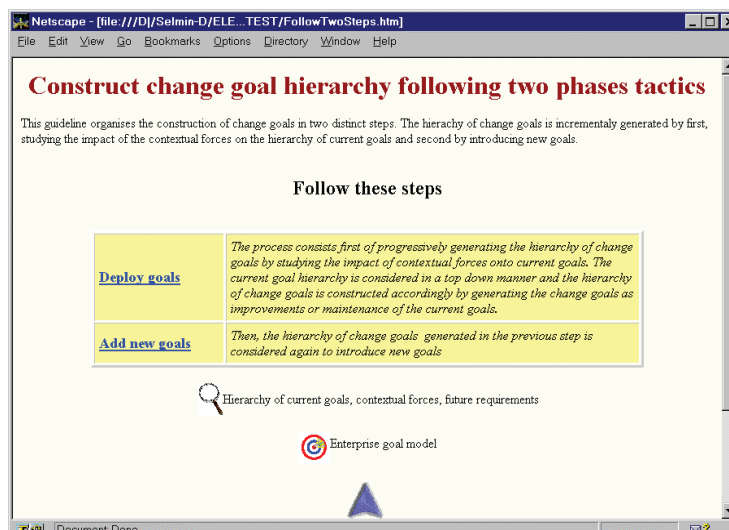 Netscape - [file:///D|/Selmin-D/ELE...TEST/FollowTwoSteps.htm]
File Edit View Go Bookmarks Options Directory Window Help
Construct change goal hierarchy following two phases tactics
This guideline organises the construction of change goals in two distinct steps. The hierachy of change goals is incrementaly generated by first,
studying the impact of the contextual forces on the hierarchy of current goals and second by introducing new goals.
Follow these steps
Deploy goals
The process consists first of progressively generating the hierarchy of change
goals by studying the impact of contextual forces onto current goals. The
current goal hierarchy is considered in a top down manner and the hierarchy
of change goals is constructed accordingly by generating the change goals as
improvements or maintenance of the current goals.
Add new goals
Then, the hierarchy of change goals generated in the previous step is
considered again to introduce new goals
Hierarchy of current goals, contextual forces, future requirements
Enterprise goal model
Document Done